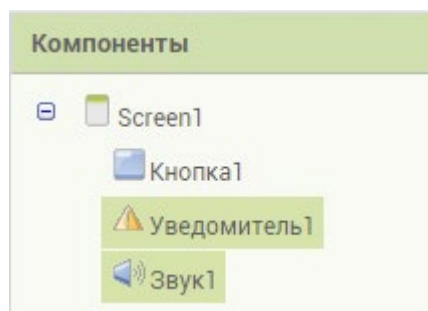 Компоненты
Screen1
Кнопка1
Уведомитель1
Звук1